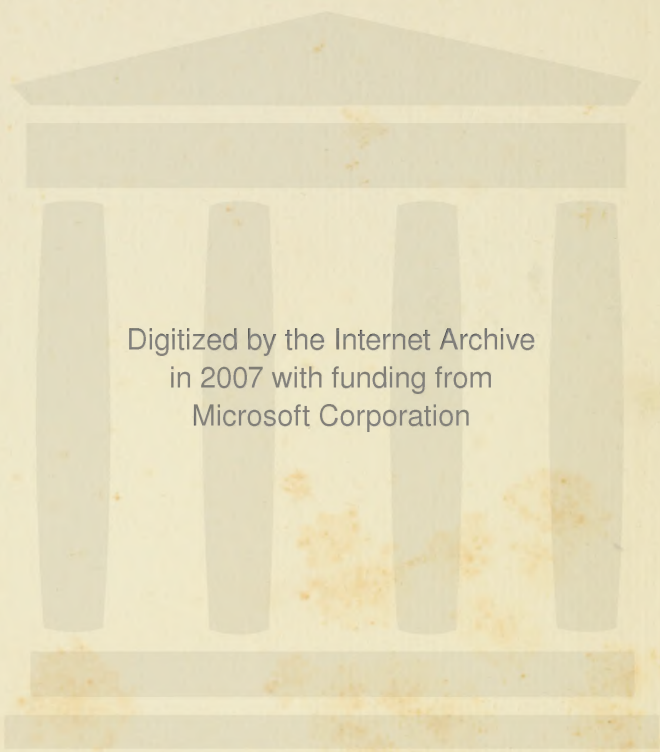 Digitized by the Internet Archive
in 2007 with funding from
Microsoft Corporation